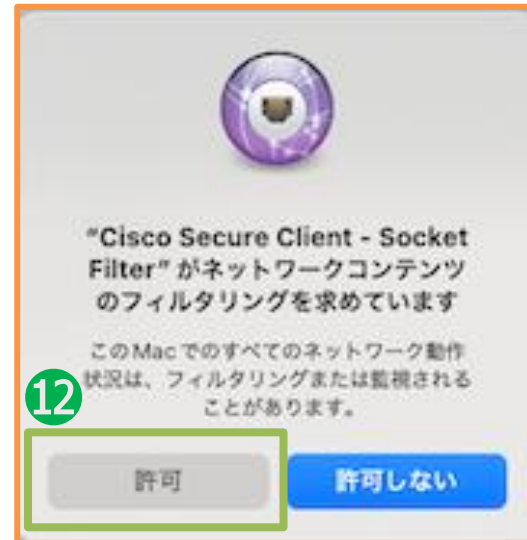 "Cisco Secure Client - Socket
Filter" がネットワークコンテンツ
のフィルタリングを求めています
このMacでのすべてのネットワーク動作
状況は、フィルタリングまたは監視される
ことがあります。
12
許可
許可しない